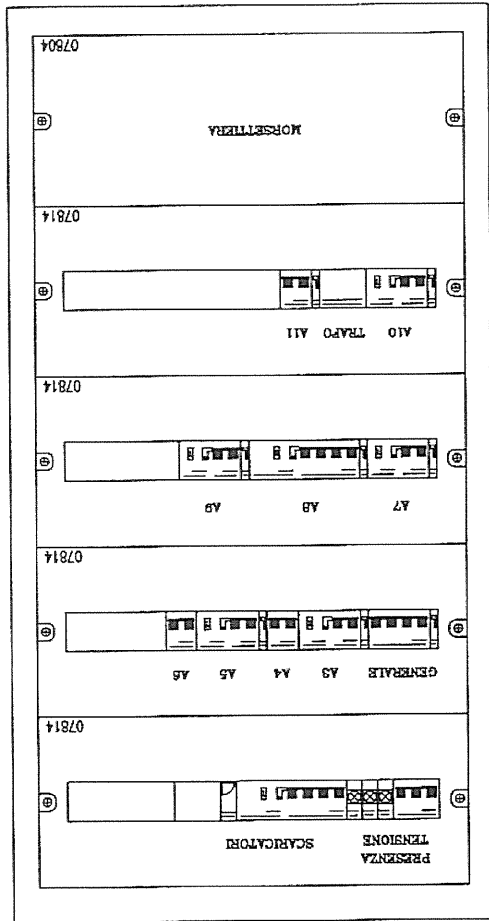 PRESENZA
TENSIONE
SCARICATORI
07814
GENERALE A3 A4 A5 A6
07814
A7 A8 A9
07814
A10 TRAFO A11
07814
MORSETTIERA
07804